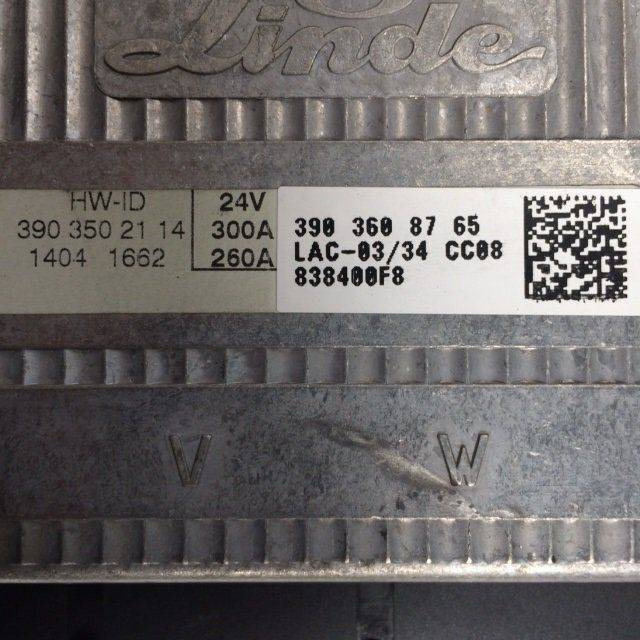 Linde
HW-ID
390 350 21 14
1404 1662
24V
300A
260A
390 360 87 65
LAC-03/34 CC08
838400F8
V W